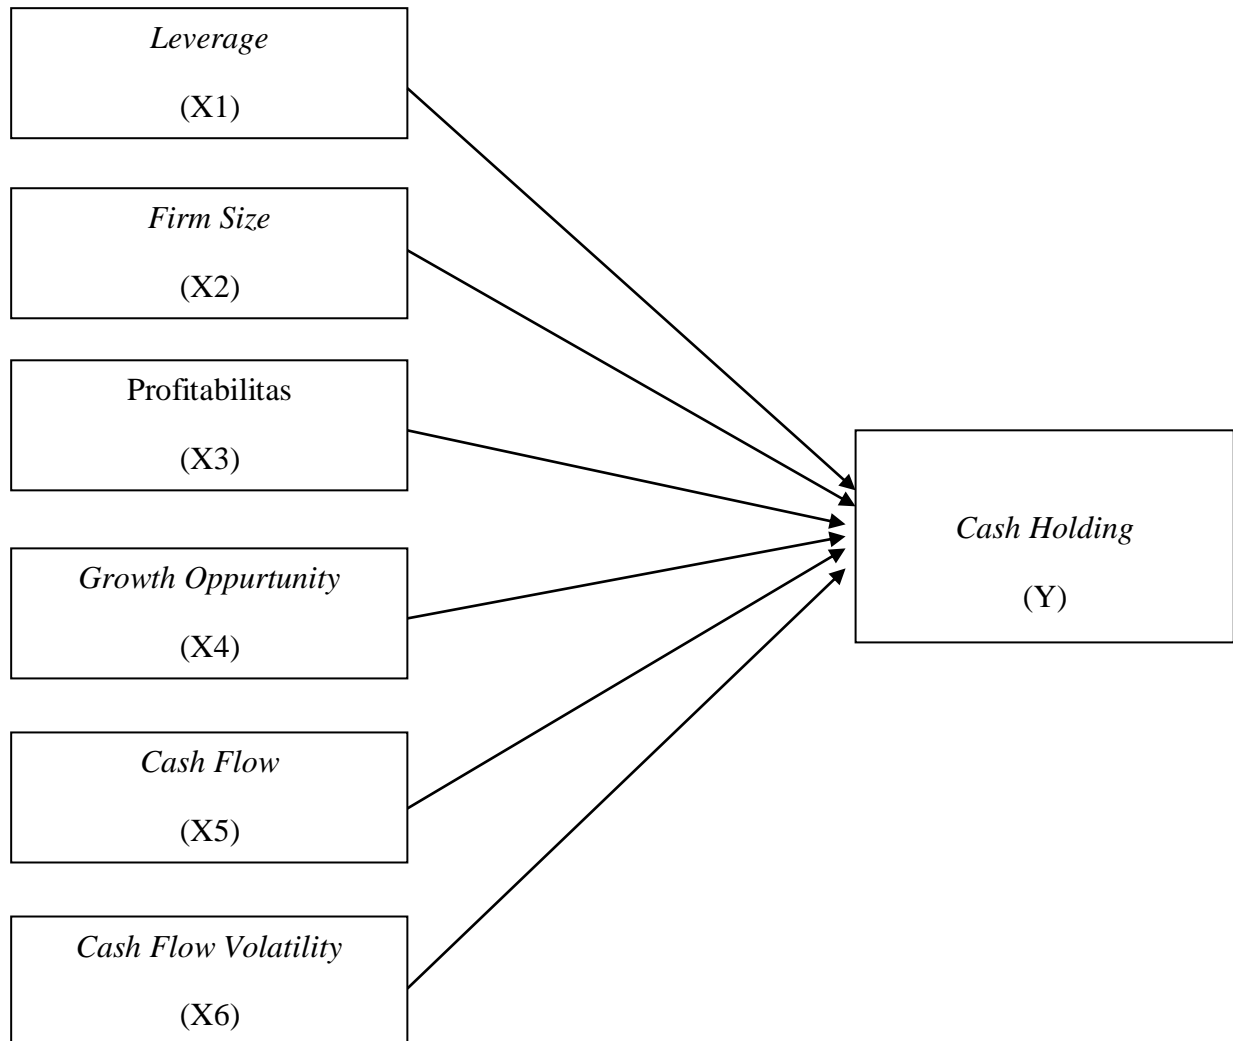 Leverage
(X1)
Firm Size
(X2)
Profitabilitas
(X3)
Growth Oppurtunity
(X4)
Cash Flow
(X5)
Cash Flow Volatility
(X6)
Cash Holding
(Y)